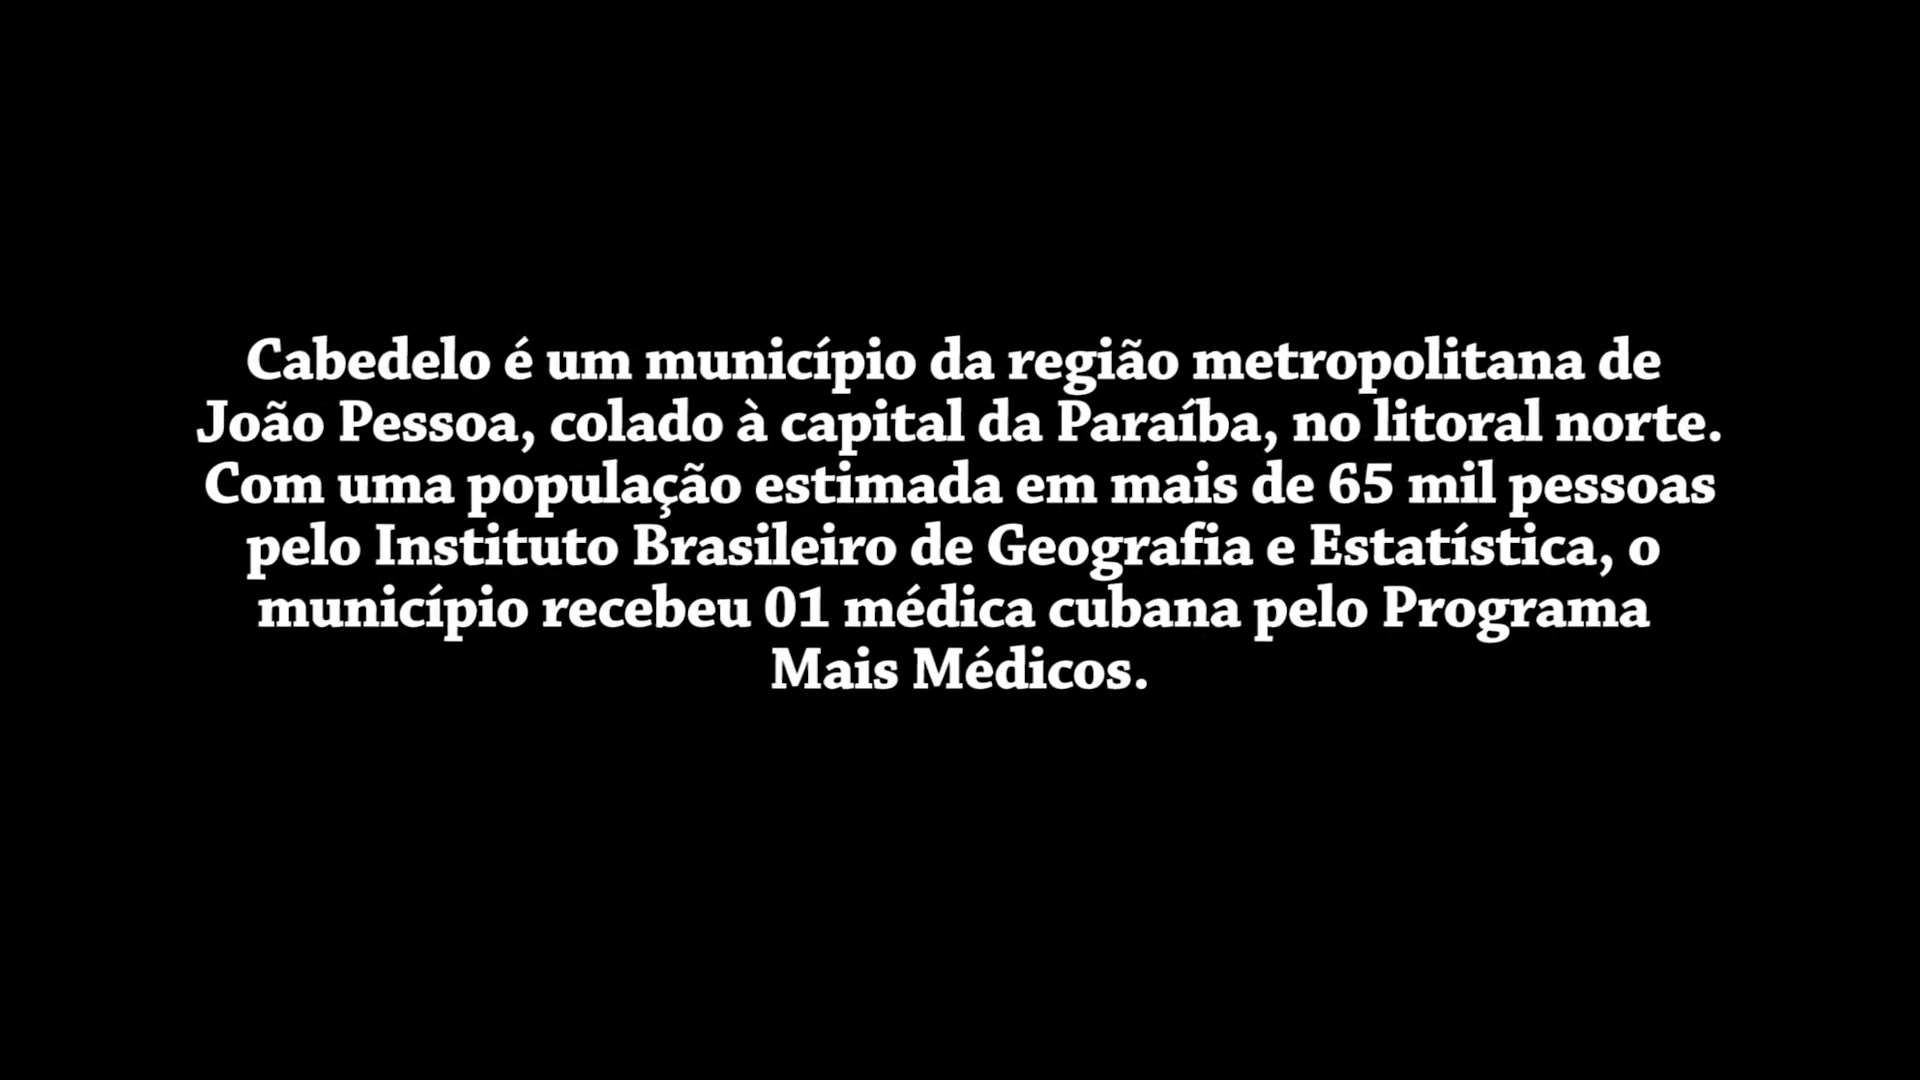 Cabedelo é um município da região metropolitana de
João Pessoa, colado à capital da Paraíba, no litoral norte.
Com uma população estimada em mais de 65 mil pessoas
pelo Instituto Brasileiro de Geografia e Estatística, o
município recebeu 01 médica cubana pelo Programa
Mais Médicos.